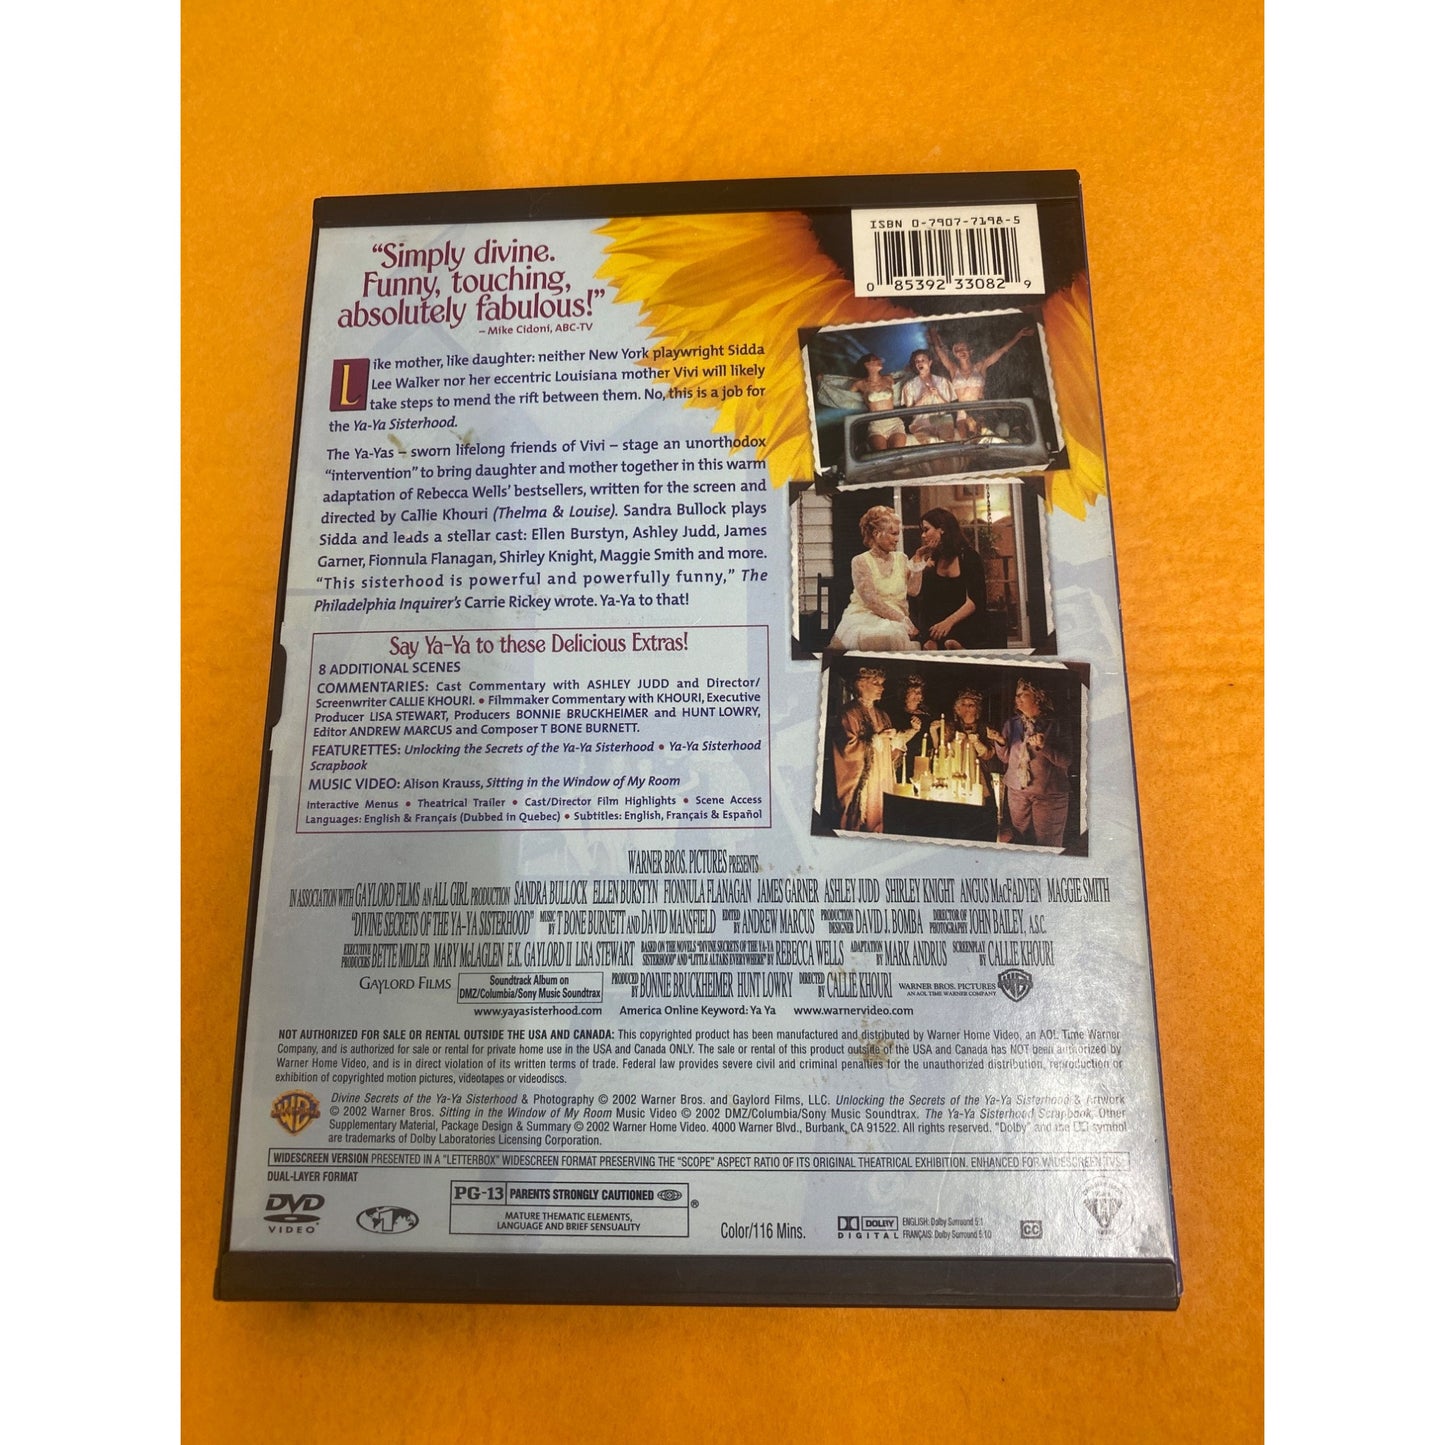 ISBN 0-7907-7198-5
0 85392 33082 9
“Simply divine.
Funny, touching,
absolutely fabulous!”
– Mike Cidoni, ABC-TV
Like mother, like daughter: neither New York playwright Sidda
Lee Walker nor her eccentric Louisiana mother Vivi will likely
take steps to mend the rift between them. No, this is a job for
the Ya-Ya Sisterhood.
The Ya-Yas – sworn lifelong friends of Vivi – stage an unorthodox
“intervention” to bring daughter and mother together in this warm
adaptation of Rebecca Wells’ bestsellers, written for the screen and
directed by Callie Khouri (Thelma & Louise). Sandra Bullock plays
Sidda and leads a stellar cast: Ellen Burstyn, Ashley Judd, James
Garner, Fionnula Flanagan, Shirley Knight, Maggie Smith and more.
“This sisterhood is powerful and powerfully funny,” The
Philadelphia Inquirer’s Carrie Rickey wrote. Ya-Ya to that!
Say Ya-Ya to these Delicious Extras!
8 ADDITIONAL SCENES
COMMENTARIES: Cast Commentary with ASHLEY JUDD and Director/
Screenwriter CALLIE KHOURI. • Filmmaker Commentary with KHOURI, Executive
Producer LISA STEWART, Producers BONNIE BRUCKHEIMER and HUNT LOWRY,
Editor ANDREW MARCUS and Composer T BONE BURNETT.
FEATURETTES: Unlocking the Secrets of the Ya-Ya Sisterhood • Ya-Ya Sisterhood
Scrapbook
MUSIC VIDEO: Alison Krauss, Sitting in the Window of My Room
Interactive Menus • Theatrical Trailer • Cast/Director Film Highlights • Scene Access
Languages: English & Français (Dubbed in Quebec) • Subtitles: English, Français & Español
WARNER BROS. PICTURES PRESENTS
IN ASSOCIATION WITH GAYLORD FILMS AN ALL GIRL PRODUCTION SANDRA BULLOCK ELLEN BURSTYN FIONNULA FLANAGAN JAMES GARNER ASHLEY JUDD SHIRLEY KNIGHT ANGUS MACFADYEN MAGGIE SMITH
“DIVINE SECRETS OF THE YA-YA SISTERHOOD” MUSIC BY T BONE BURNETT AND DAVID MANSFIELD EDITED BY ANDREW MARCUS PRODUCTION DESIGNER DAVID J. BOMBA DIRECTOR OF PHOTOGRAPHY JOHN BAILEY, A.S.C.
EXECUTIVE PRODUCERS BETTE MIDLER MARY McLAGLEN E.K. GAYLORD II LISA STEWART BASED ON THE NOVELS “DIVINE SECRETS OF THE YA-YA SISTERHOOD” AND “LITTLE ALTARS EVERYWHERE” BY REBECCA WELLS ADAPTATION BY MARK ANDRUS SCREENPLAY BY CALLIE KHOURI
GAYLORD FILMS Soundtrack Album on DMZ/Columbia/Sony Music Soundtrax PRODUCED BY BONNIE BRUCKHEIMER HUNT LOWRY DIRECTED BY CALLIE KHOURI WARNER BROS. PICTURES AN AOL TIME WARNER COMPANY
www.yayasisterhood.com America Online Keyword: Ya Ya www.warnervideo.com
NOT AUTHORIZED FOR SALE OR RENTAL OUTSIDE THE USA AND CANADA: This copyrighted product has been manufactured and distributed by Warner Home Video, an AOL Time Warner
Company, and is authorized for sale or rental for private home use in the USA and Canada ONLY. The sale or rental of this product outside of the USA and Canada has NOT been authorized by
Warner Home Video, and is in direct violation of its written terms of trade. Federal law provides severe civil and criminal penalties for the unauthorized distribution, reproduction or
exhibition of copyrighted motion pictures, videotapes or videodiscs.
Divine Secrets of the Ya-Ya Sisterhood & Photography © 2002 Warner Bros. and Gaylord Films, LLC. Unlocking the Secrets of the Ya-Ya Sisterhood & Artwork
© 2002 Warner Bros. Sitting in the Window of My Room Music Video © 2002 DMZ/Columbia/Sony Music Soundtrax. The Ya-Ya Sisterhood Scrapbook, Other
Supplementary Material, Package Design & Summary © 2002 Warner Home Video. 4000 Warner Blvd., Burbank, CA 91522. All rights reserved. "Dolby" and the symbol
are trademarks of Dolby Laboratories Licensing Corporation.
WIDESCREEN VERSION PRESENTED IN A "LETTERBOX" WIDESCREEN FORMAT PRESERVING THE "SCOPE" ASPECT RATIO OF ITS ORIGINAL THEATRICAL EXHIBITION. ENHANCED FOR WIDESCREEN TVS.
DUAL-LAYER FORMAT
DVD
VIDEO
1
PG-13 PARENTS STRONGLY CAUTIONED ®
MATURE THEMATIC ELEMENTS,
LANGUAGE AND BRIEF SENSUALITY
Color/116 Mins.
DOLBY
DIGITAL
ENGLISH: Dolby Surround 5.1
FRANÇAIS: Dolby Surround 5.10
CC